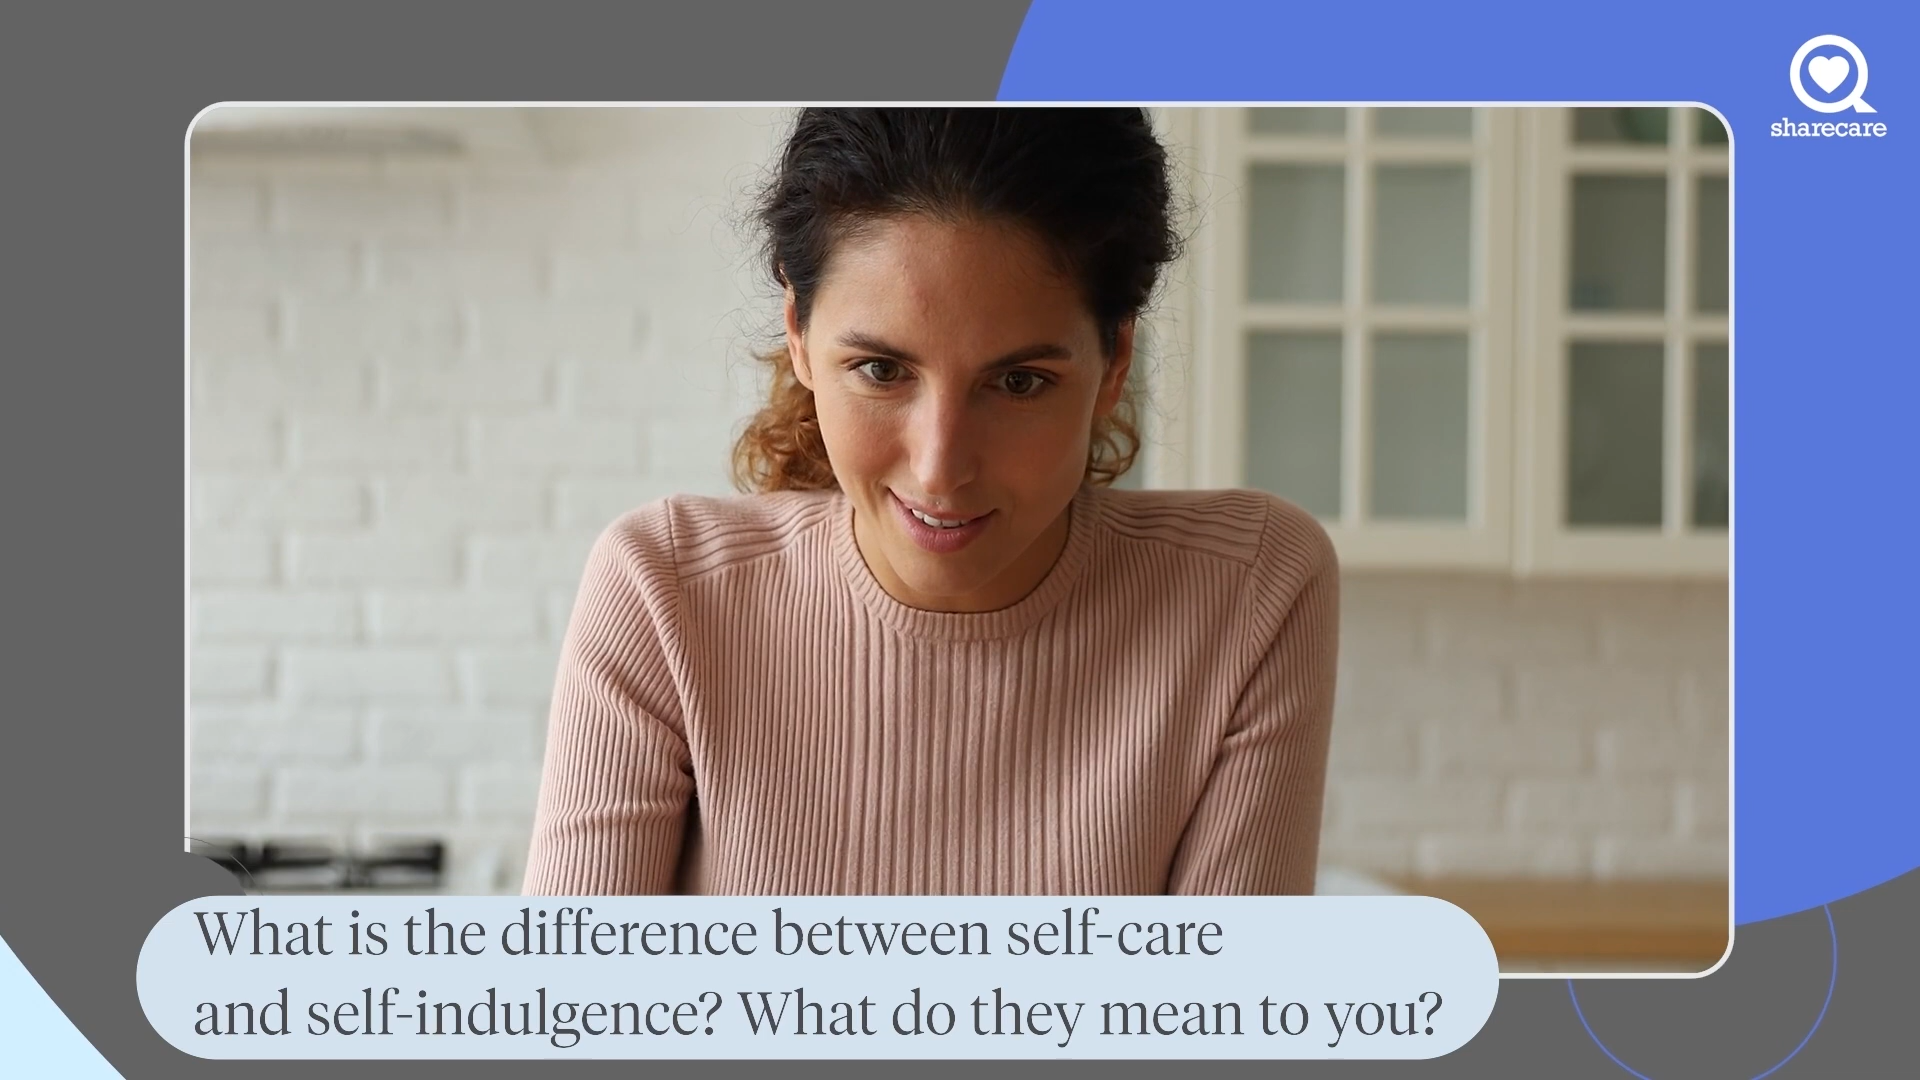 sharecare
What is the difference between self-care
and self-indulgence? What do they mean to you?